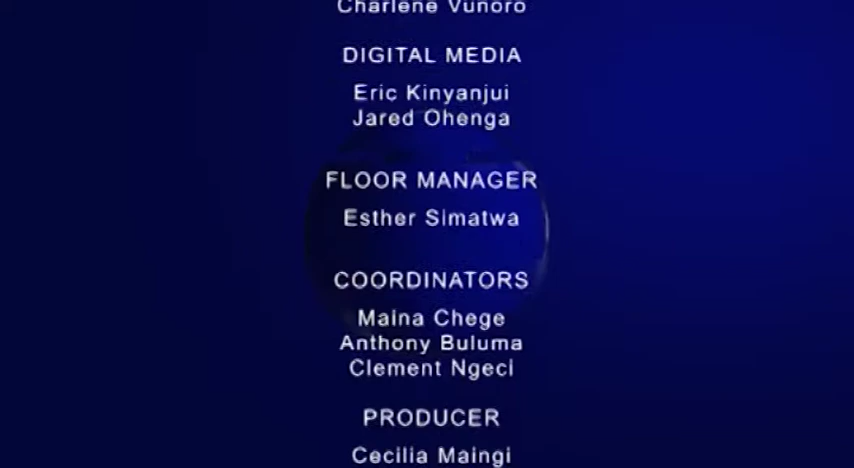 Charlene Vunoro
DIGITAL MEDIA
Eric Kinyanjui
Jared Ohenga
FLOOR MANAGER
Esther Simatwa
COORDINATORS
Maina Chege
Anthony Buluma
Clement Ngeci
PRODUCER
Cecilia Maingi